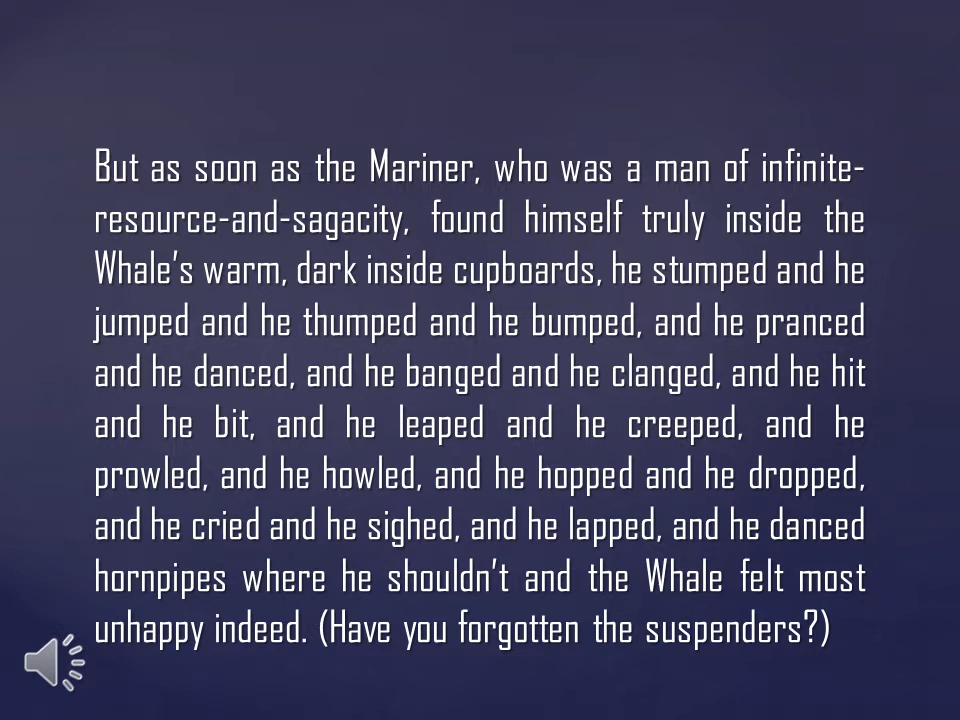 But as soon as the Mariner, who was a man of infinite-
resource-and-sagacity, found himself truly inside the
Whale's warm, dark inside cupboards, he stumped and he
jumped and he thumped and he bumped, and he pranced
and he danced, and he banged and he clanged, and he hit
and he bit, and he leaped and he creeped, and he
prowled, and he howled, and he hopped and he dropped,
and he cried and he sighed, and he lapped, and he danced
hornpipes where he shouldn't and the Whale felt most
unhappy indeed. (Have you forgotten the suspenders?)